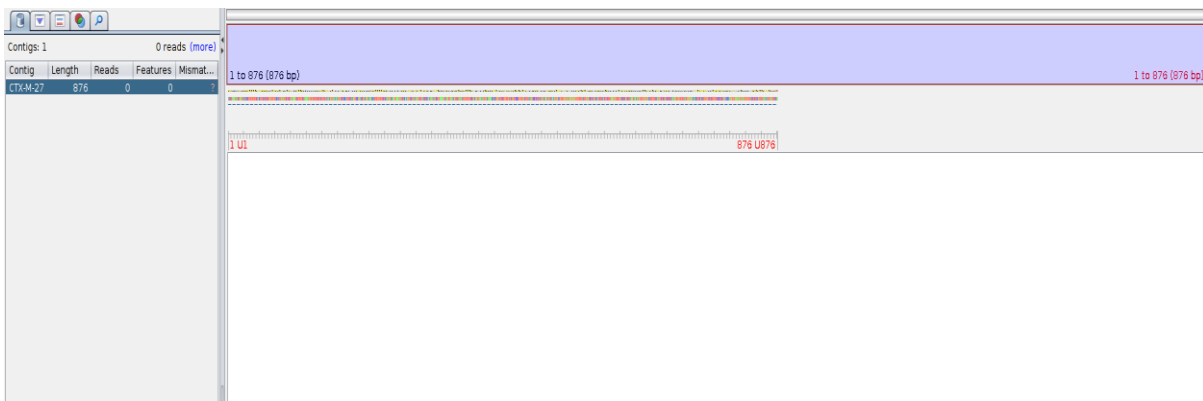 Contigs: 1 0 reads (more)
Contig Length Reads Features Mismat...
CTX-M-27 876 0 0 ?
1 to 876 (876 bp) 1 to 876 (876 bp)
1 U1 876 U876